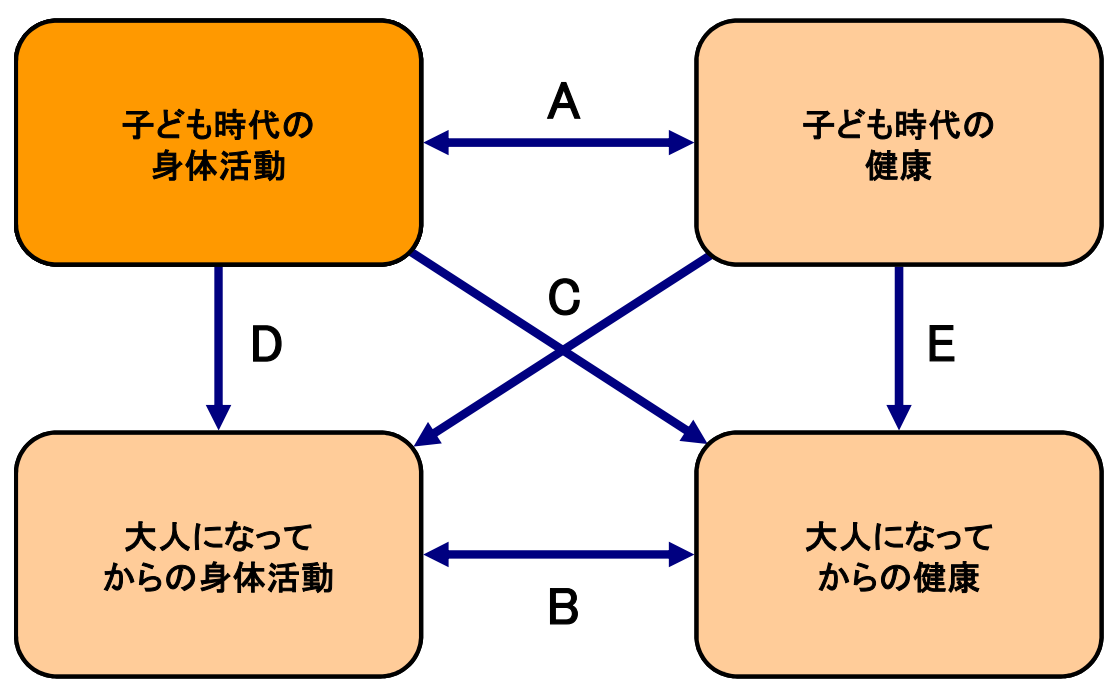 子ども時代の
身体活動
A
子ども時代の
健康
C
D
E
大人になって
からの身体活動
B
大人になって
からの健康